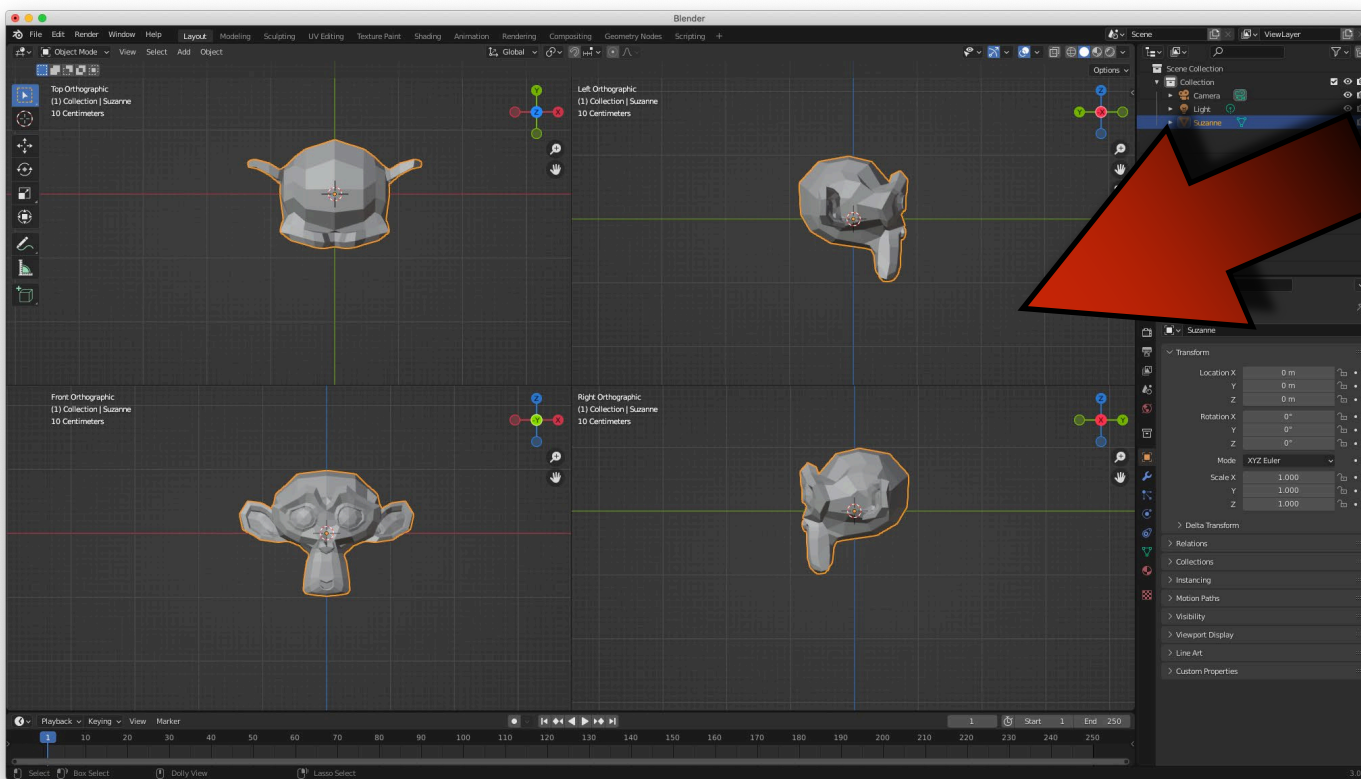 Blender
File Edit Render Window Help Layout Modeling Sculpting UV Editing Texture Paint Shading Animation Rendering Compositing Geometry Nodes Scripting + Scene ViewLayer
Object Mode View Select Add Object Global
Options
Top Orthographic
(1) Collection | Suzanne
10 Centimeters
Y
Z
X
Left Orthographic
(1) Collection | Suzanne
10 Centimeters
Z
Y
X
Scene Collection
Collection
Camera
Light
Suzanne
Front Orthographic
(1) Collection | Suzanne
10 Centimeters
Z
Y
X
Right Orthographic
(1) Collection | Suzanne
10 Centimeters
Z
X
Y
Suzanne
Transform
Location X 0 m
Y 0 m
Z 0 m
Rotation X 0°
Y 0°
Z 0°
Mode XYZ Euler
Scale X 1.000
Y 1.000
Z 1.000
Delta Transform
Relations
Collections
Instancing
Motion Paths
Visibility
Viewport Display
Line Art
Custom Properties
Playback Keying View Marker 1 Start 1 End 250
1 10 20 30 40 50 60 70 80 90 100 110 120 130 140 150 160 170 180 190 200 210 220 230 240 250
Select Box Select Dolly View Lasso Select 3.0